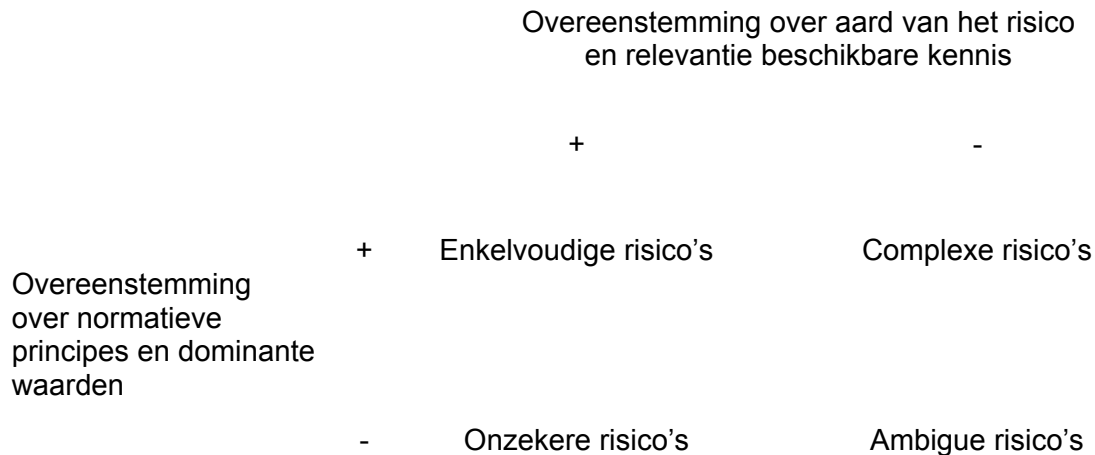 Overeenstemming over aard van het risico
en relevantie beschikbare kennis
+ -
+ Enkelvoudige risico’s Complexe risico’s
Overeenstemming
over normatieve
principes en dominante
waarden
- Onzekere risico’s Ambigue risico’s